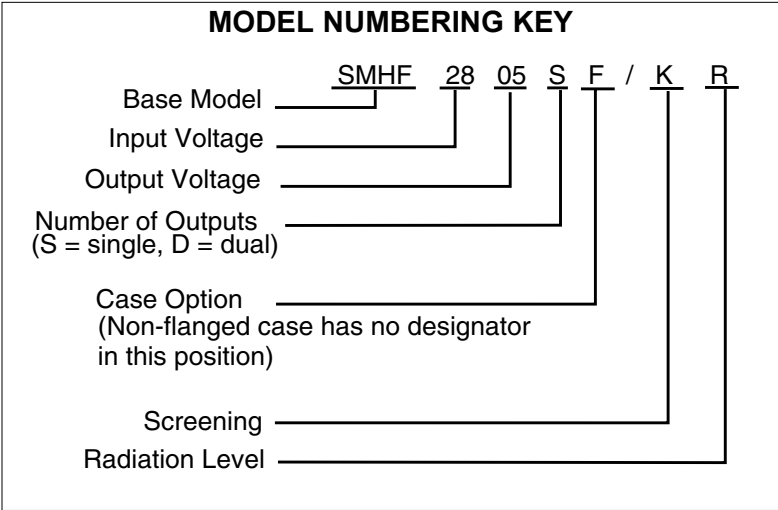 MODEL NUMBERING KEY
SMHF 28 05 S F / K R
Base Model
Input Voltage
Output Voltage
Number of Outputs
(S = single, D = dual)
Case Option
(Non-flanged case has no designator
in this position)
Screening
Radiation Level